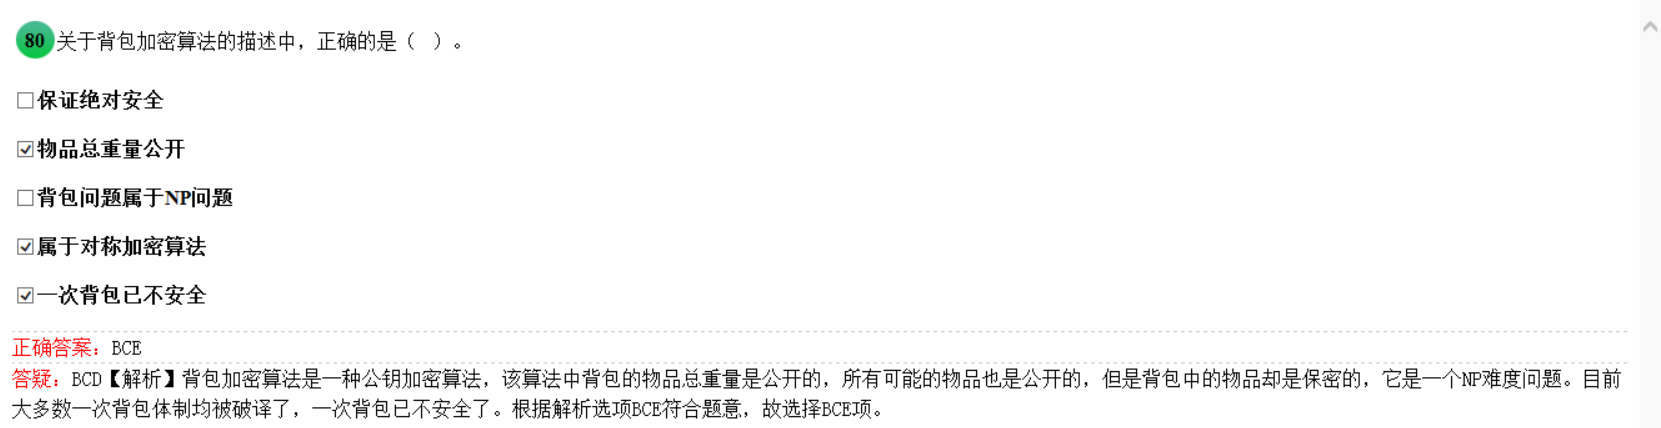 80 关于背包加密算法的描述中，正确的是（ ）。
保证绝对安全
物品总重量公开
背包问题属于NP问题
属于对称加密算法
一次背包已不安全
正确答案：BCE
答疑：BCD【解析】背包加密算法是一种公钥加密算法，该算法中背包的物品总重量是公开的，所有可能的物品也是公开的，但是背包中的物品却是保密的，它是一个NP难度问题。目前
大多数一次背包体制均被破译了，一次背包已不安全了。根据解析选项BCE符合题意，故选择BCE项。